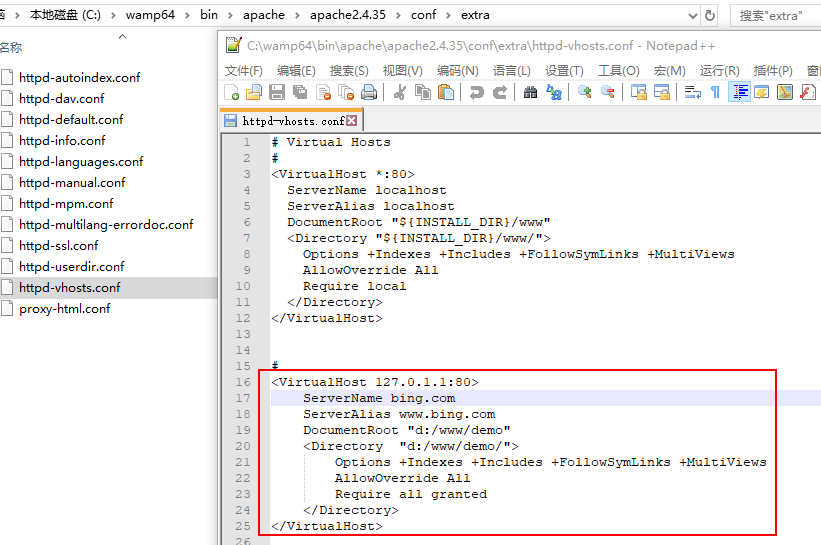 本地磁盘 (C:) › wamp64 › bin › apache › apache2.4.35 › conf › extra
搜索"extra"
名称
httpd-autoindex.conf
httpd-dav.conf
httpd-default.conf
httpd-info.conf
httpd-languages.conf
httpd-manual.conf
httpd-mpm.conf
httpd-multilang-errordoc.conf
httpd-ssl.conf
httpd-userdir.conf
httpd-vhosts.conf
proxy-html.conf
C:\wamp64\bin\apache\apache2.4.35\conf\extra\httpd-vhosts.conf - Notepad++
文件(F) 编辑(E) 搜索(S) 视图(V) 编码(N) 语言(L) 设置(T) 工具(O) 宏(M) 运行(R) 插件(P)
httpd-vhosts.conf
1 # Virtual Hosts
2 #
3 <VirtualHost *:80>
4 ServerName localhost
5 ServerAlias localhost
6 DocumentRoot "${INSTALL_DIR}/www"
7 <Directory "${INSTALL_DIR}/www/">
8 Options +Indexes +Includes +FollowSymLinks +MultiViews
9 AllowOverride All
10 Require local
11 </Directory>
12 </VirtualHost>
13
14
15 #
16 <VirtualHost 127.0.1.1:80>
17 ServerName bing.com
18 ServerAlias www.bing.com
19 DocumentRoot "d:/www/demo"
20 <Directory "d:/www/demo/">
21 Options +Indexes +Includes +FollowSymLinks +MultiViews
22 AllowOverride All
23 Require all granted
24 </Directory>
25 </VirtualHost>
26